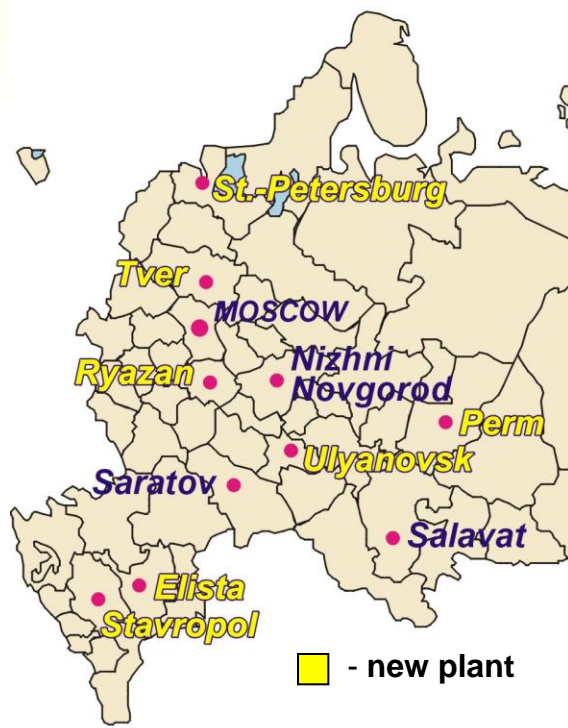 St.-Petersburg
Tver
MOSCOW
Nizhni
Novgorod
Ryazan
Perm
Ulyanovsk
Saratov
Salavat
Elista
Stavropol
- new plant